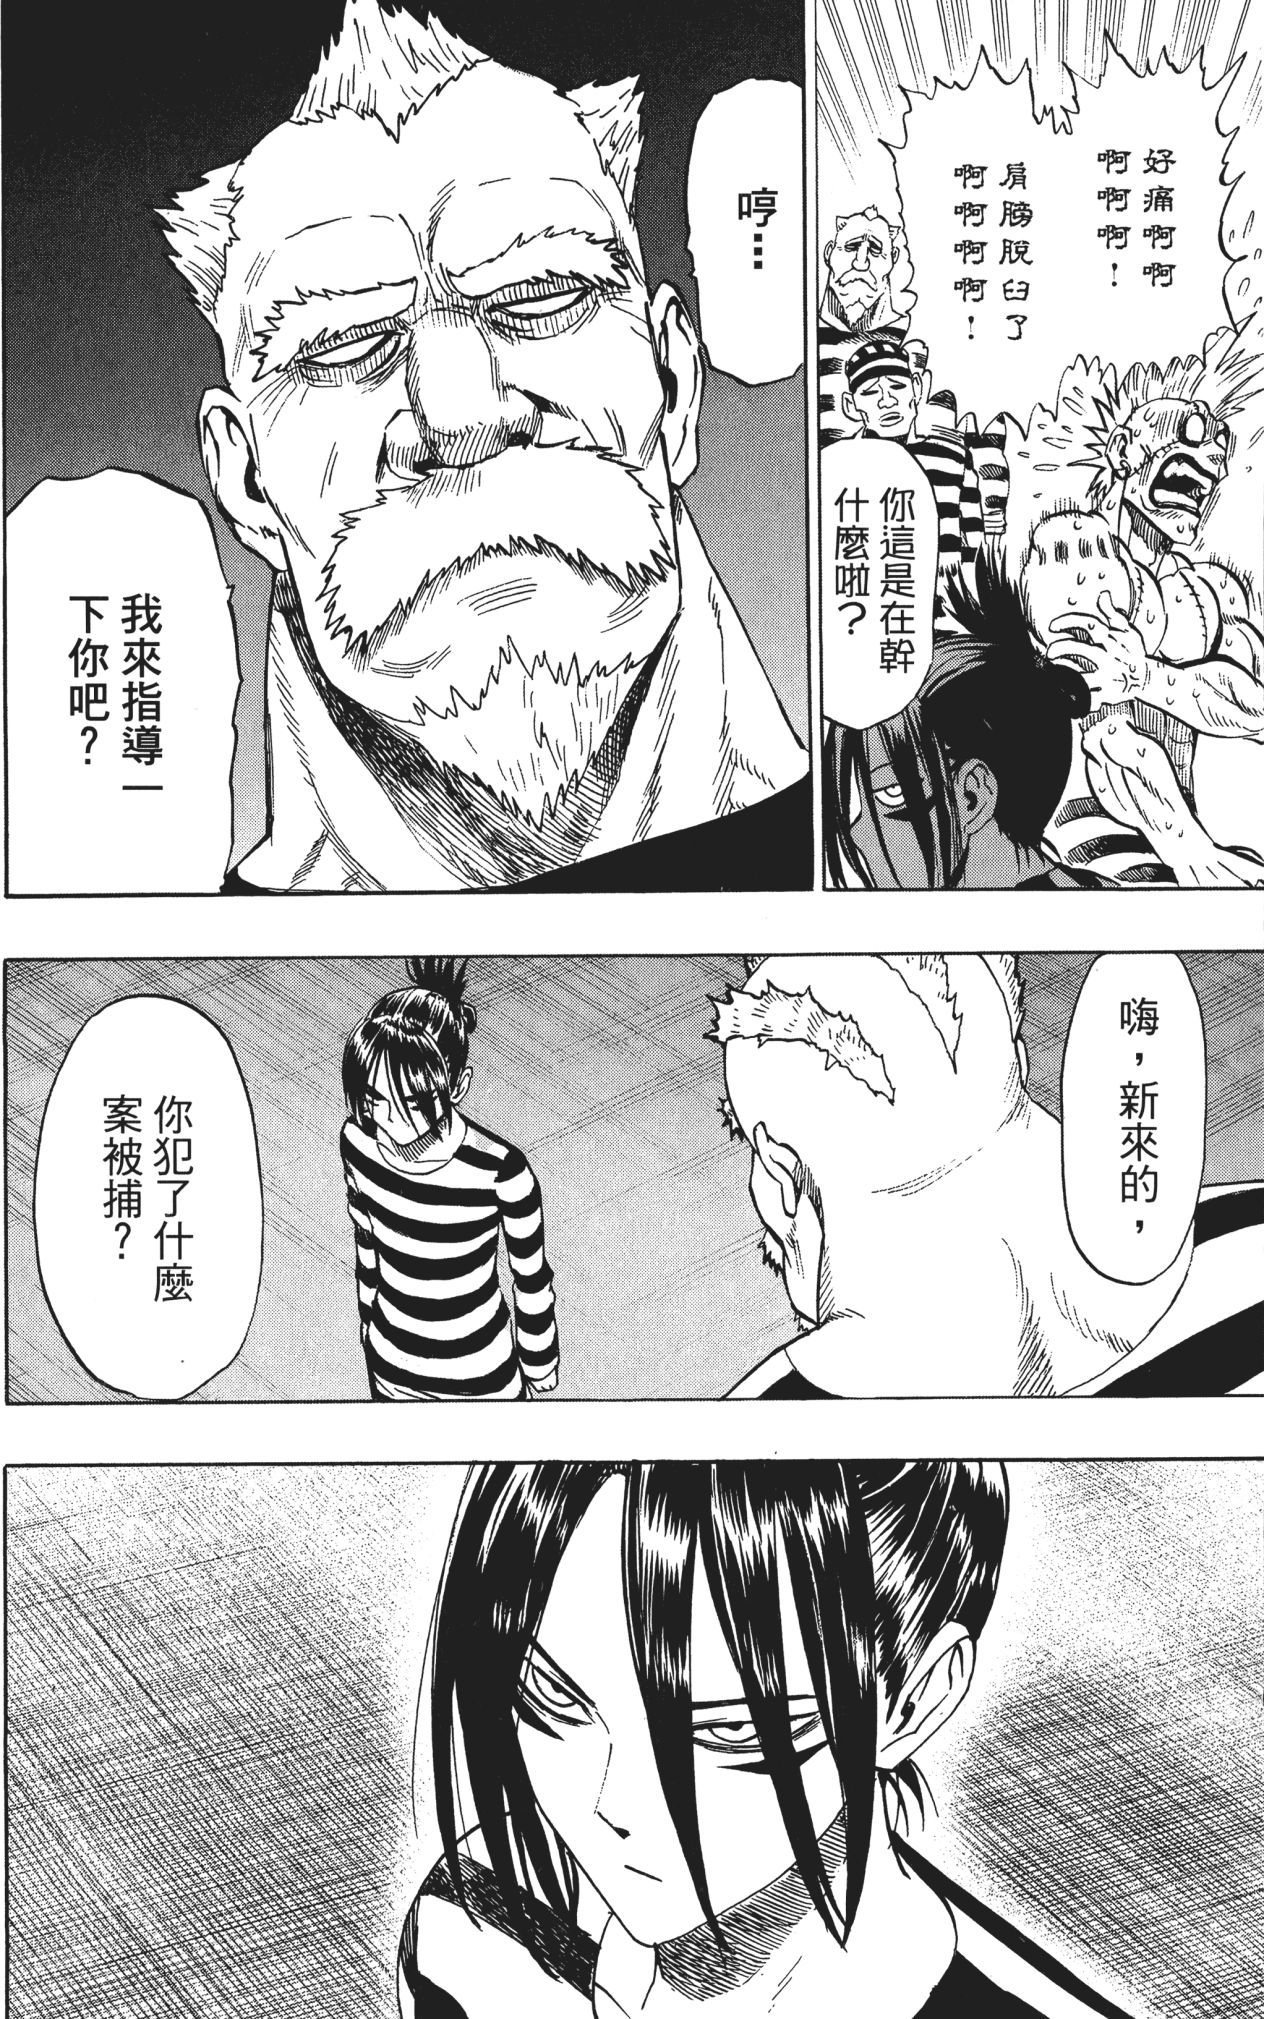 好痛啊啊
啊啊啊！
肩膀脫臼了
啊啊啊啊！
你這是在幹
什麼啦？
哼…
我來指導一
下你吧？
嗨，新來的，
你犯了什麼
案被捕？